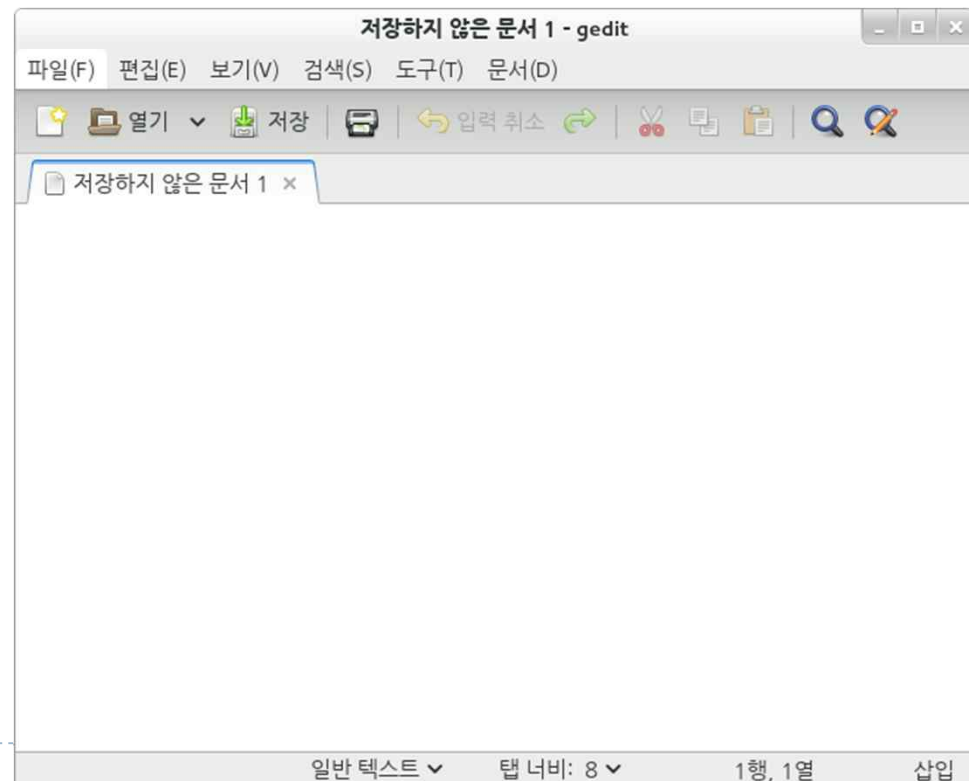 저장하지 않은 문서 1 - gedit
파일(F) 편집(E) 보기(V) 검색(S) 도구(T) 문서(D)
열기 저장 입력 취소
저장하지 않은 문서 1
일반 텍스트 탭 너비: 8 1행, 1열 삽입